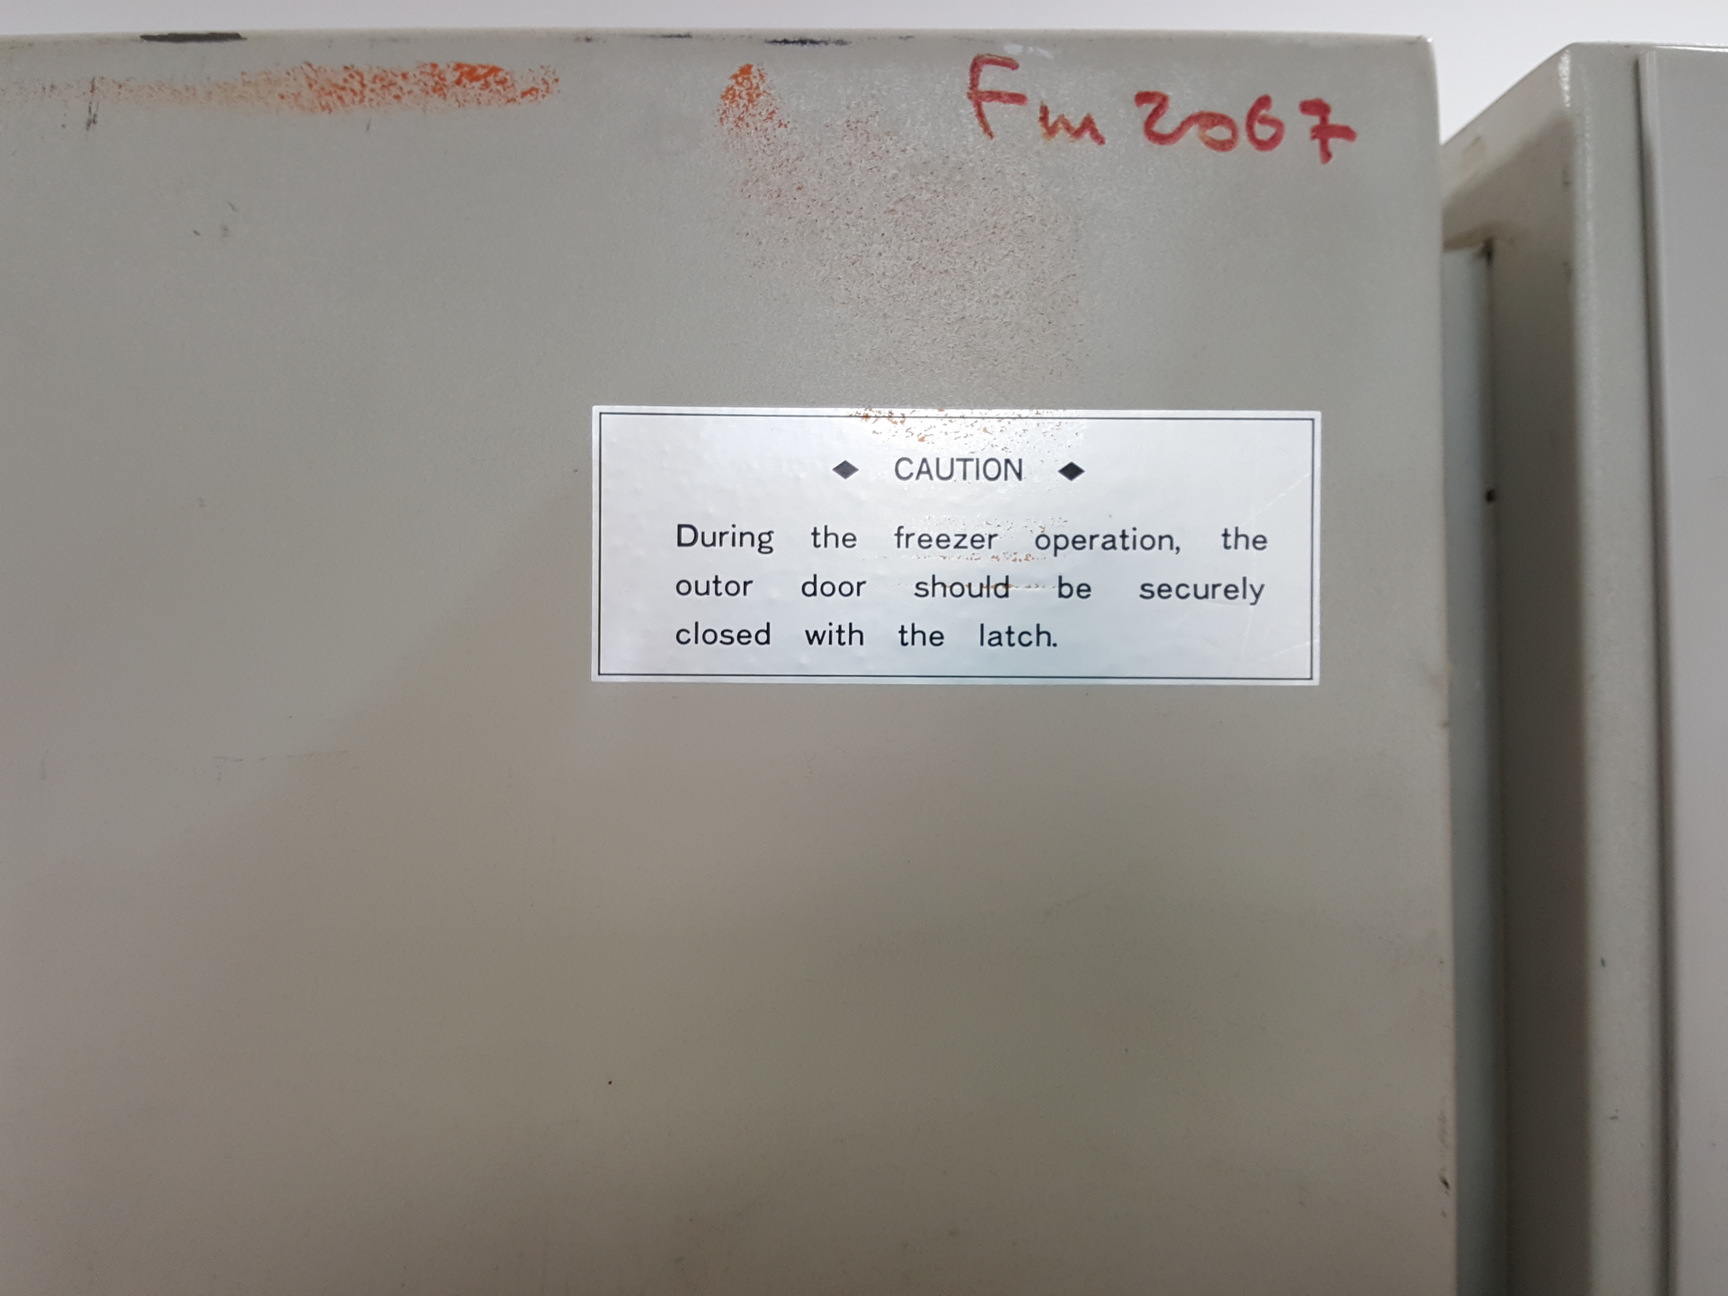 Fm 2067
◆ CAUTION ◆
During the freezer operation, the
outor door should be securely
closed with the latch.